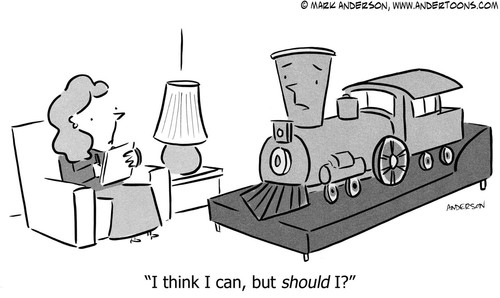 © MARK ANDERSON, WWW.ANDERTOONS.COM
ANDERSON
“I think I can, but should I?”